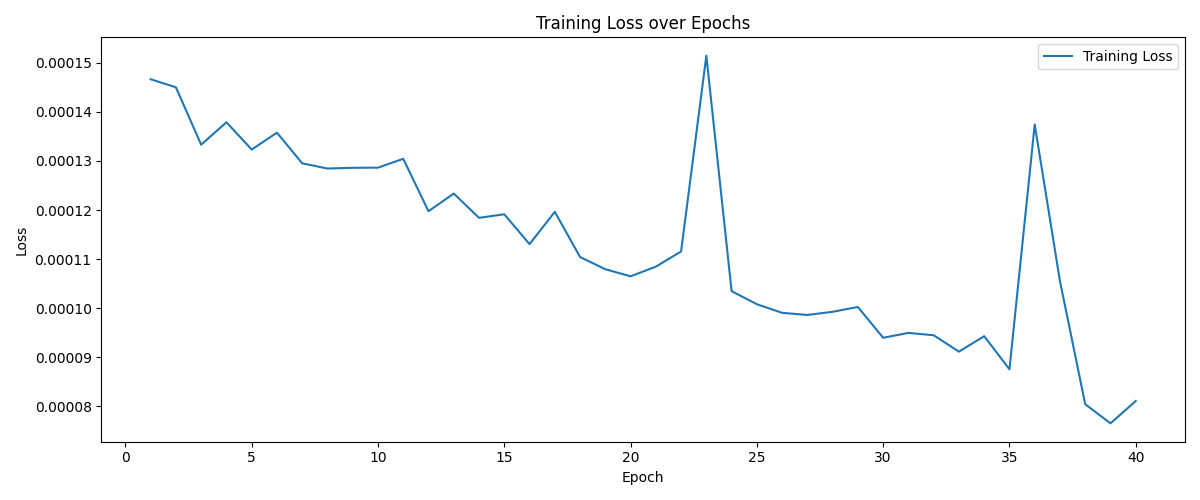 Training Loss over Epochs
Training Loss
0.00015
0.00014
0.00013
0.00012
0.00011
0.00010
0.00009
0.00008
Loss
0 5 10 15 20 25 30 35 40
Epoch